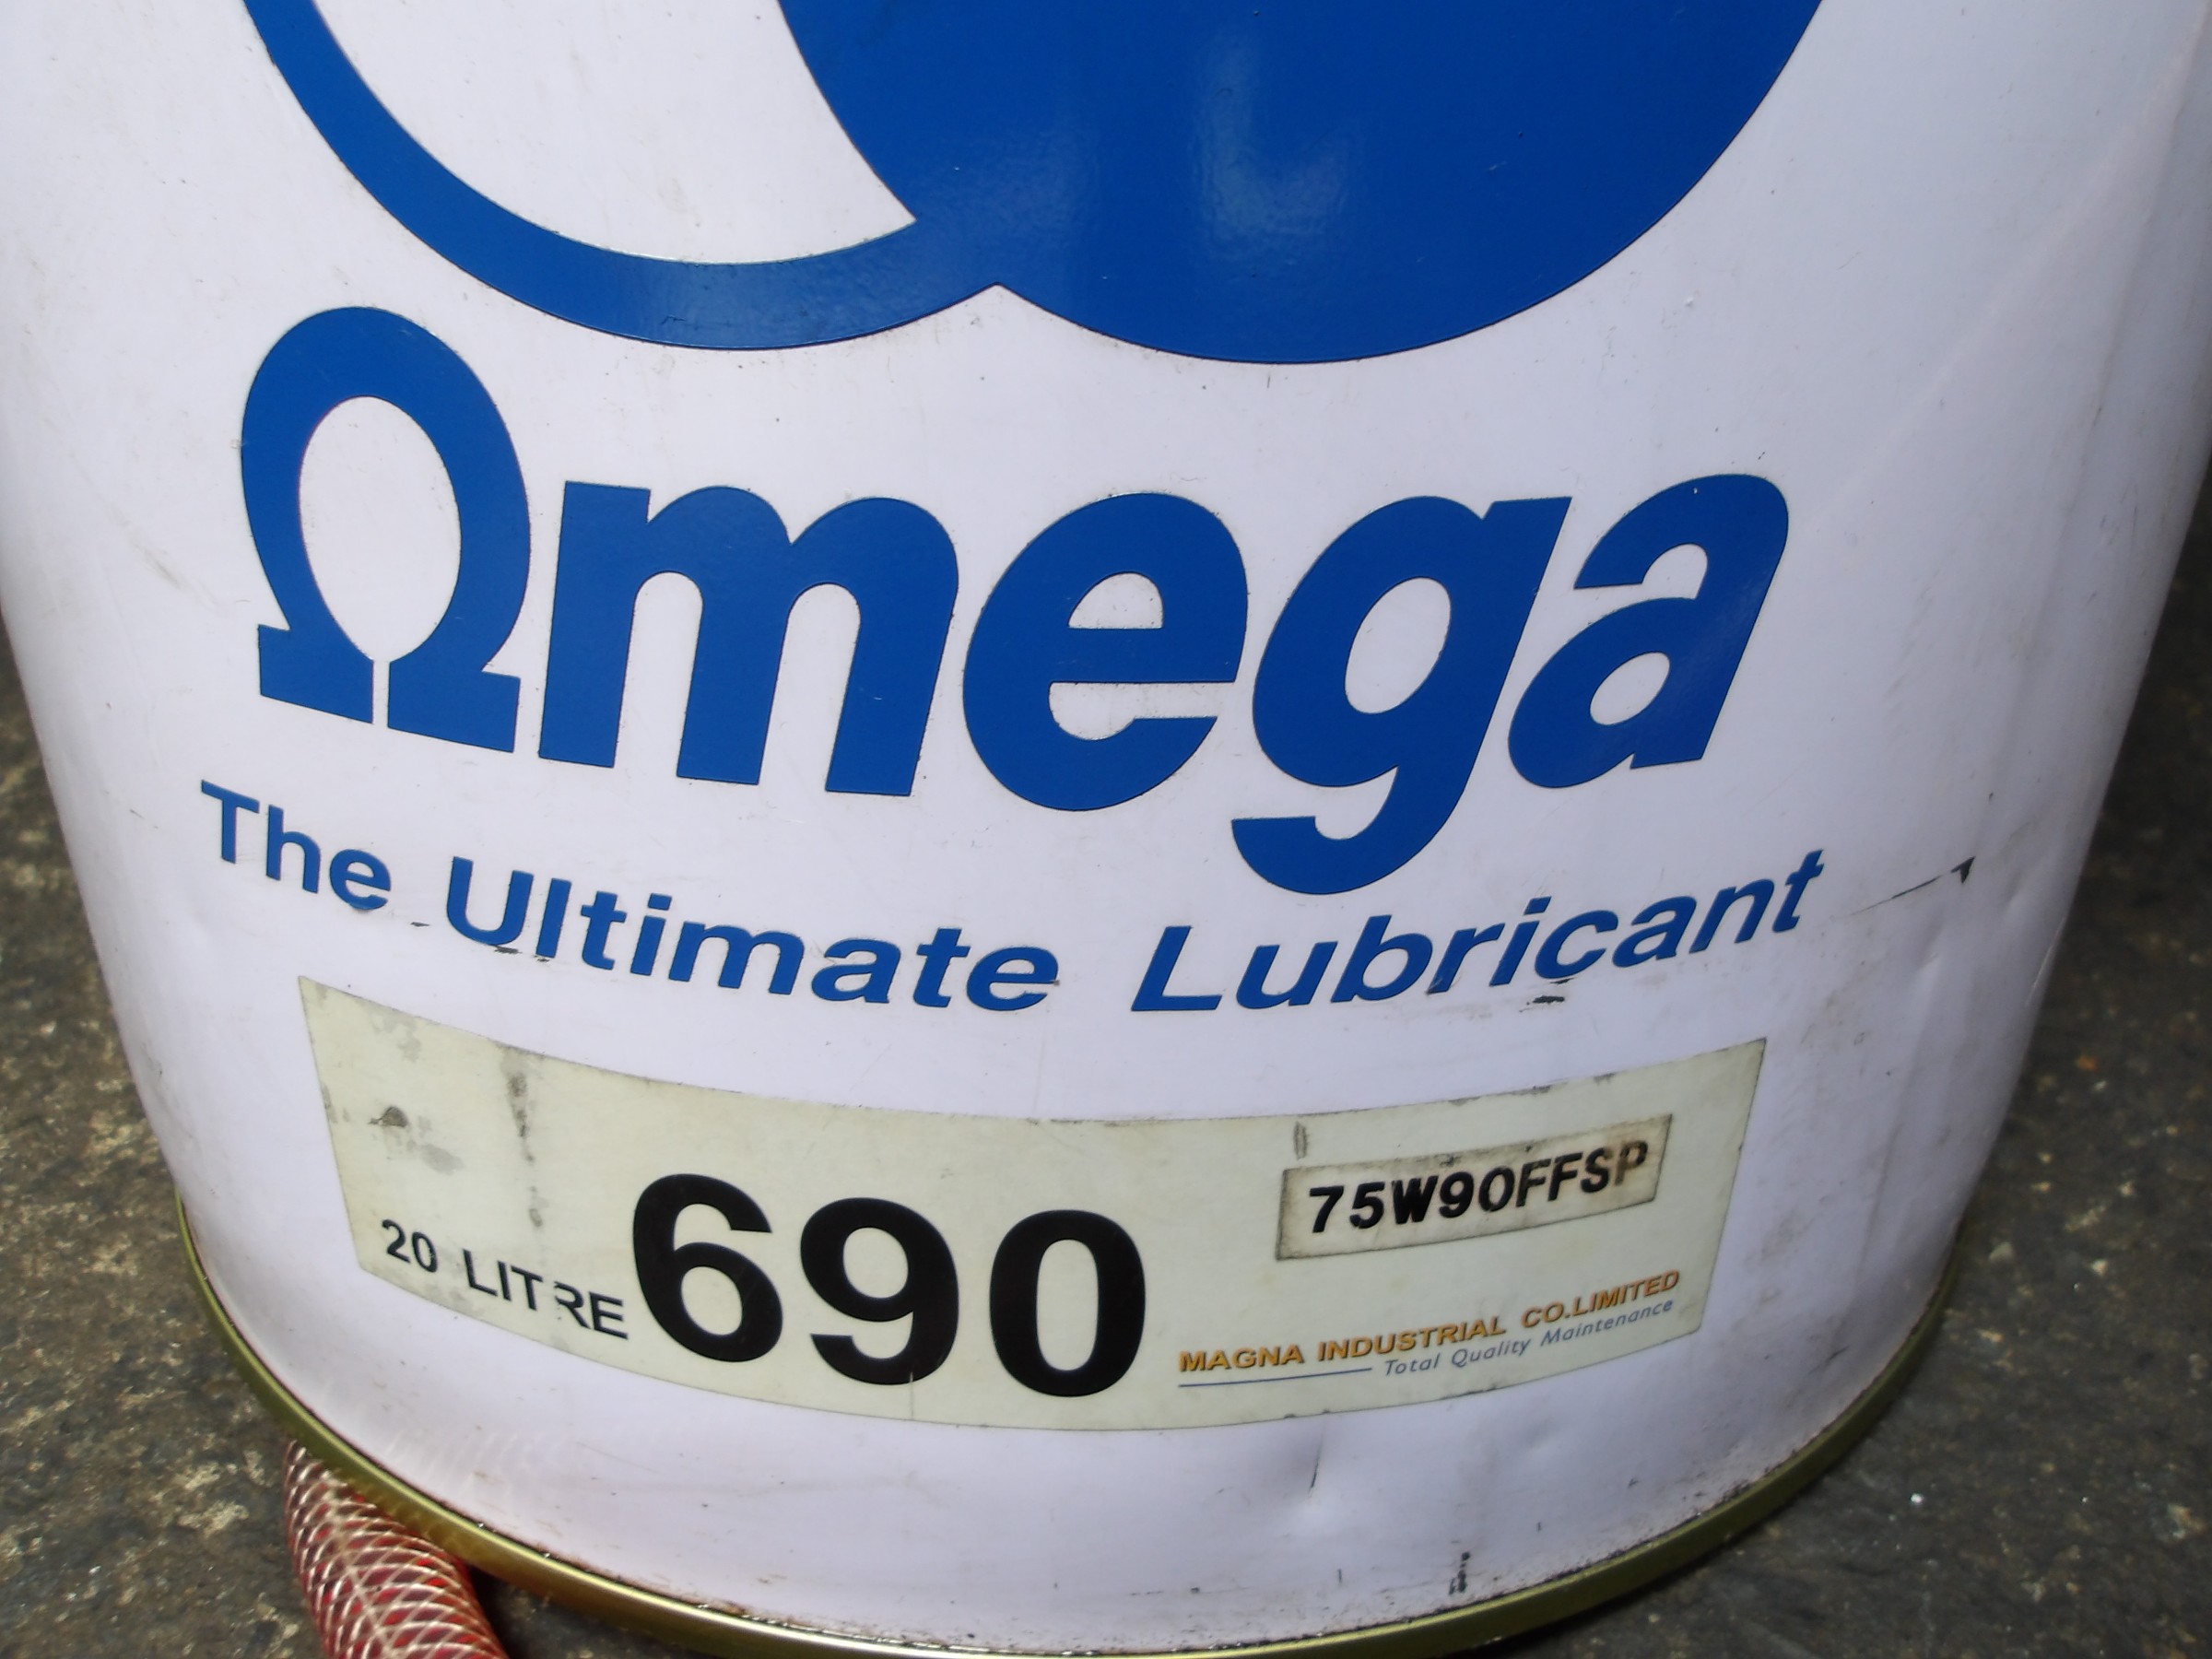 Ωmega
The Ultimate Lubricant
20 LITRE 690 75W90FFSP
MAGNA INDUSTRIAL CO.LIMITED
Total Quality Maintenance